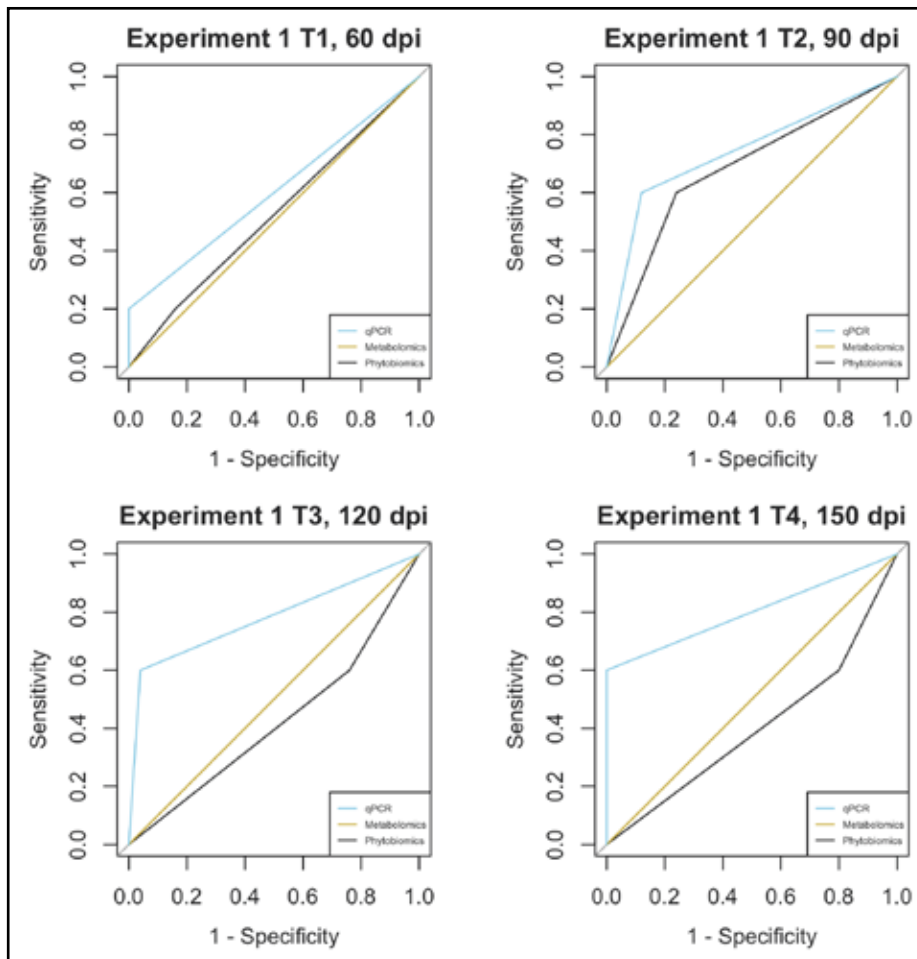 Experiment 1 T1, 60 dpi
1.0
0.8
0.6
0.4
0.2
0.0
Sensitivity
qPCR
Metabolomics
Phytobiomics
0.0 0.2 0.4 0.6 0.8 1.0
1 - Specificity
Experiment 1 T2, 90 dpi
1.0
0.8
0.6
0.4
0.2
0.0
Sensitivity
qPCR
Metabolomics
Phytobiomics
0.0 0.2 0.4 0.6 0.8 1.0
1 - Specificity
Experiment 1 T3, 120 dpi
1.0
0.8
0.6
0.4
0.2
0.0
Sensitivity
qPCR
Metabolomics
Phytobiomics
0.0 0.2 0.4 0.6 0.8 1.0
1 - Specificity
Experiment 1 T4, 150 dpi
1.0
0.8
0.6
0.4
0.2
0.0
Sensitivity
qPCR
Metabolomics
Phytobiomics
0.0 0.2 0.4 0.6 0.8 1.0
1 - Specificity